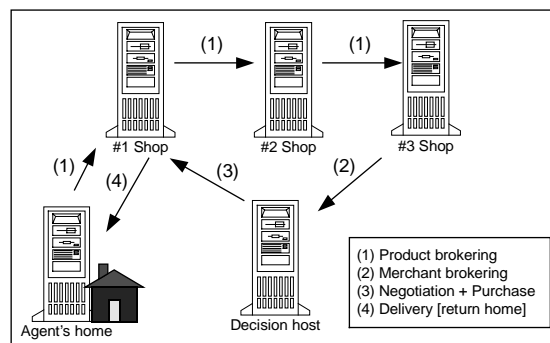 (1)
(1)
#1 Shop
#2 Shop
#3 Shop
(1)
(4)
(3)
(2)
Agent's home
Decision host
(1) Product brokering
(2) Merchant brokering
(3) Negotiation + Purchase
(4) Delivery [return home]